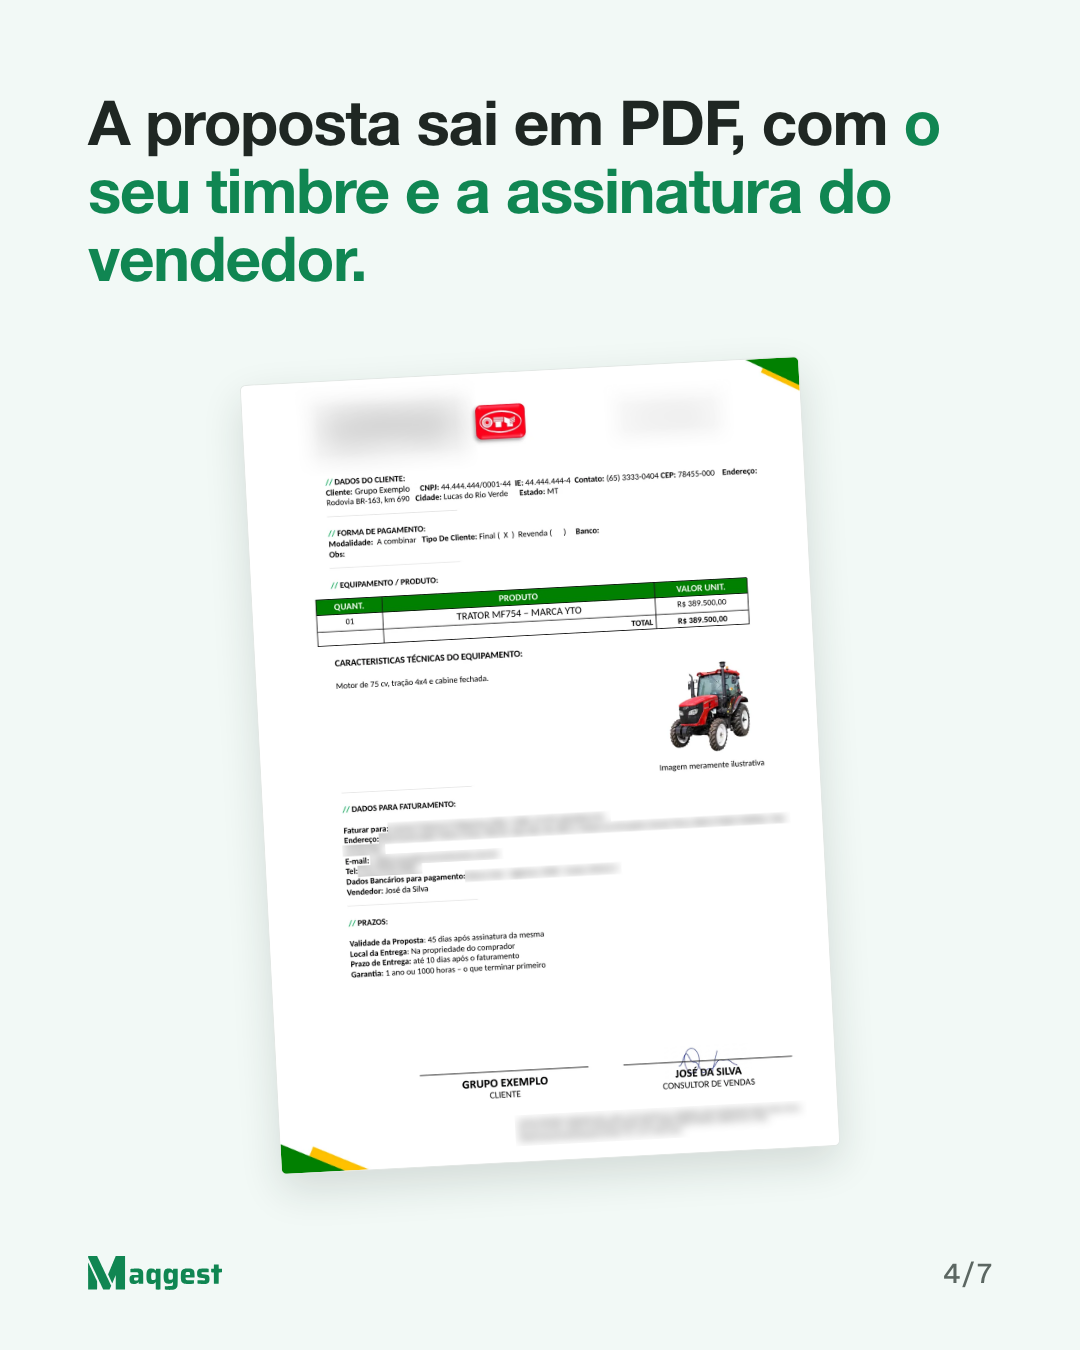 A proposta sai em PDF, com o
seu timbre e a assinatura do
vendedor.
OTY
// DADOS DO CLIENTE:
Cliente: Grupo Exemplo CNPJ: 44.444.444/0001-44 IE: 44.444.444-4 Contato: (65) 3333-0404 CEP: 78455-000 Endereço:
Rodovia BR-163, km 690 Cidade: Lucas do Rio Verde Estado: MT
// FORMA DE PAGAMENTO:
Modalidade: A combinar Tipo De Cliente: Final ( X ) Revenda ( ) Banco:
Obs:
// EQUIPAMENTO / PRODUTO:
QUANT. PRODUTO VALOR UNIT.
01 TRATOR MF754 – MARCA YTO R$ 389.500,00
TOTAL R$ 389.500,00
CARACTERISTICAS TÉCNICAS DO EQUIPAMENTO:
Motor de 75 cv, tração 4x4 e cabine fechada.
Imagem meramente ilustrativa
// DADOS PARA FATURAMENTO:
Faturar para:
Endereço:
E-mail:
Tel:
Dados Bancários para pagamento:
Vendedor: José da Silva
// PRAZOS:
Validade da Proposta: 45 dias após assinatura da mesma
Local da Entrega: Na propriedade do comprador
Prazo de Entrega: até 10 dias após o faturamento
Garantia: 1 ano ou 1000 horas – o que terminar primeiro
GRUPO EXEMPLO
CLIENTE
JOSÉ DA SILVA
CONSULTOR DE VENDAS
Maqgest
4/7